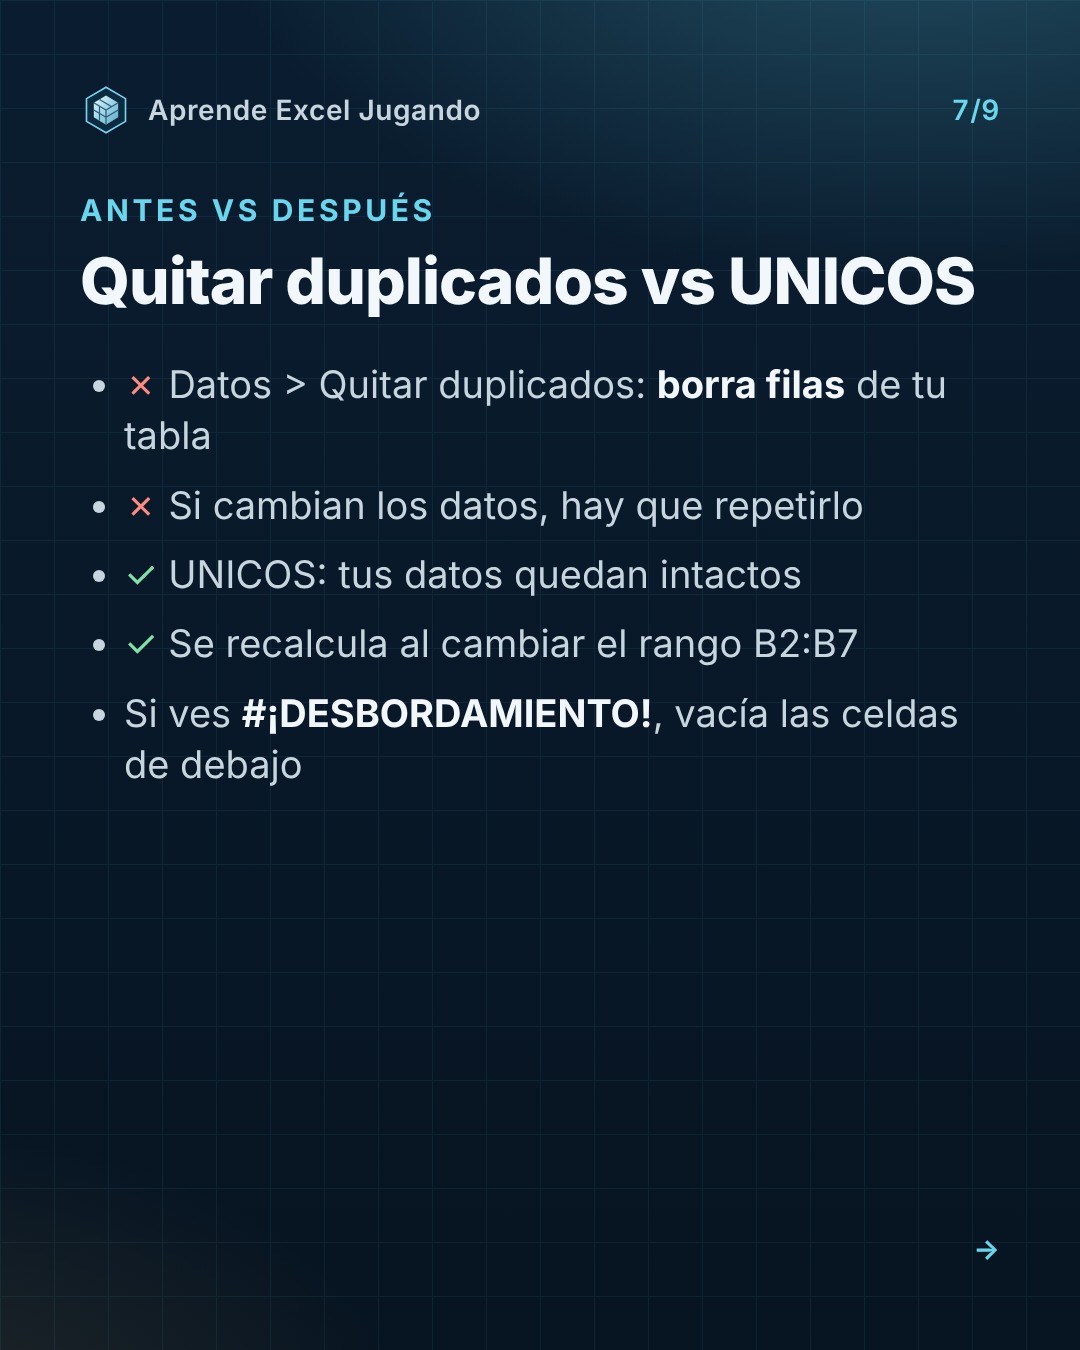 Aprende Excel Jugando
7/9
ANTES VS DESPUÉS
Quitar duplicados vs UNICOS
• ✕ Datos > Quitar duplicados: borra filas de tu
tabla
• ✕ Si cambian los datos, hay que repetirlo
• ✓ UNICOS: tus datos quedan intactos
• ✓ Se recalcula al cambiar el rango B2:B7
• Si ves #¡DESBORDAMIENTO!, vacía las celdas
de debajo
→